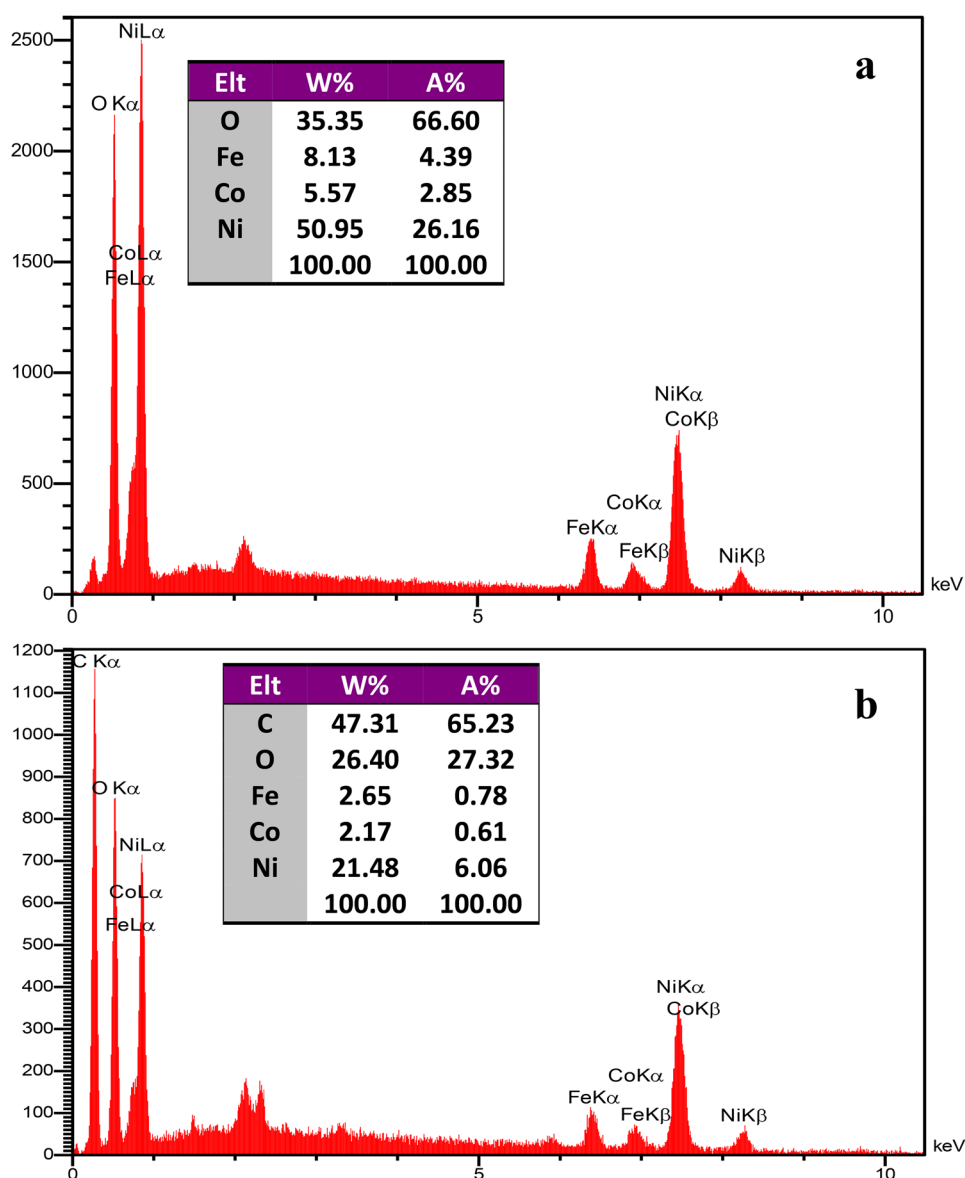 a
2500
2000
1500
1000
500
0
NiLα
O Kα
CoLα
FeLα
Elt W% A%
O 35.35 66.60
Fe 8.13 4.39
Co 5.57 2.85
Ni 50.95 26.16
100.00 100.00
NiKα
CoKβ
CoKα
FeKα
FeKβ
NiKβ
keV
0 5 10
b
1200
1100
1000
900
800
700
600
500
400
300
200
100
0
C Kα
O Kα
NiLα
CoLα
FeLα
Elt W% A%
C 47.31 65.23
O 26.40 27.32
Fe 2.65 0.78
Co 2.17 0.61
Ni 21.48 6.06
100.00 100.00
NiKα
CoKβ
CoKα
FeKα
FeKβ
NiKβ
keV
0 5 10